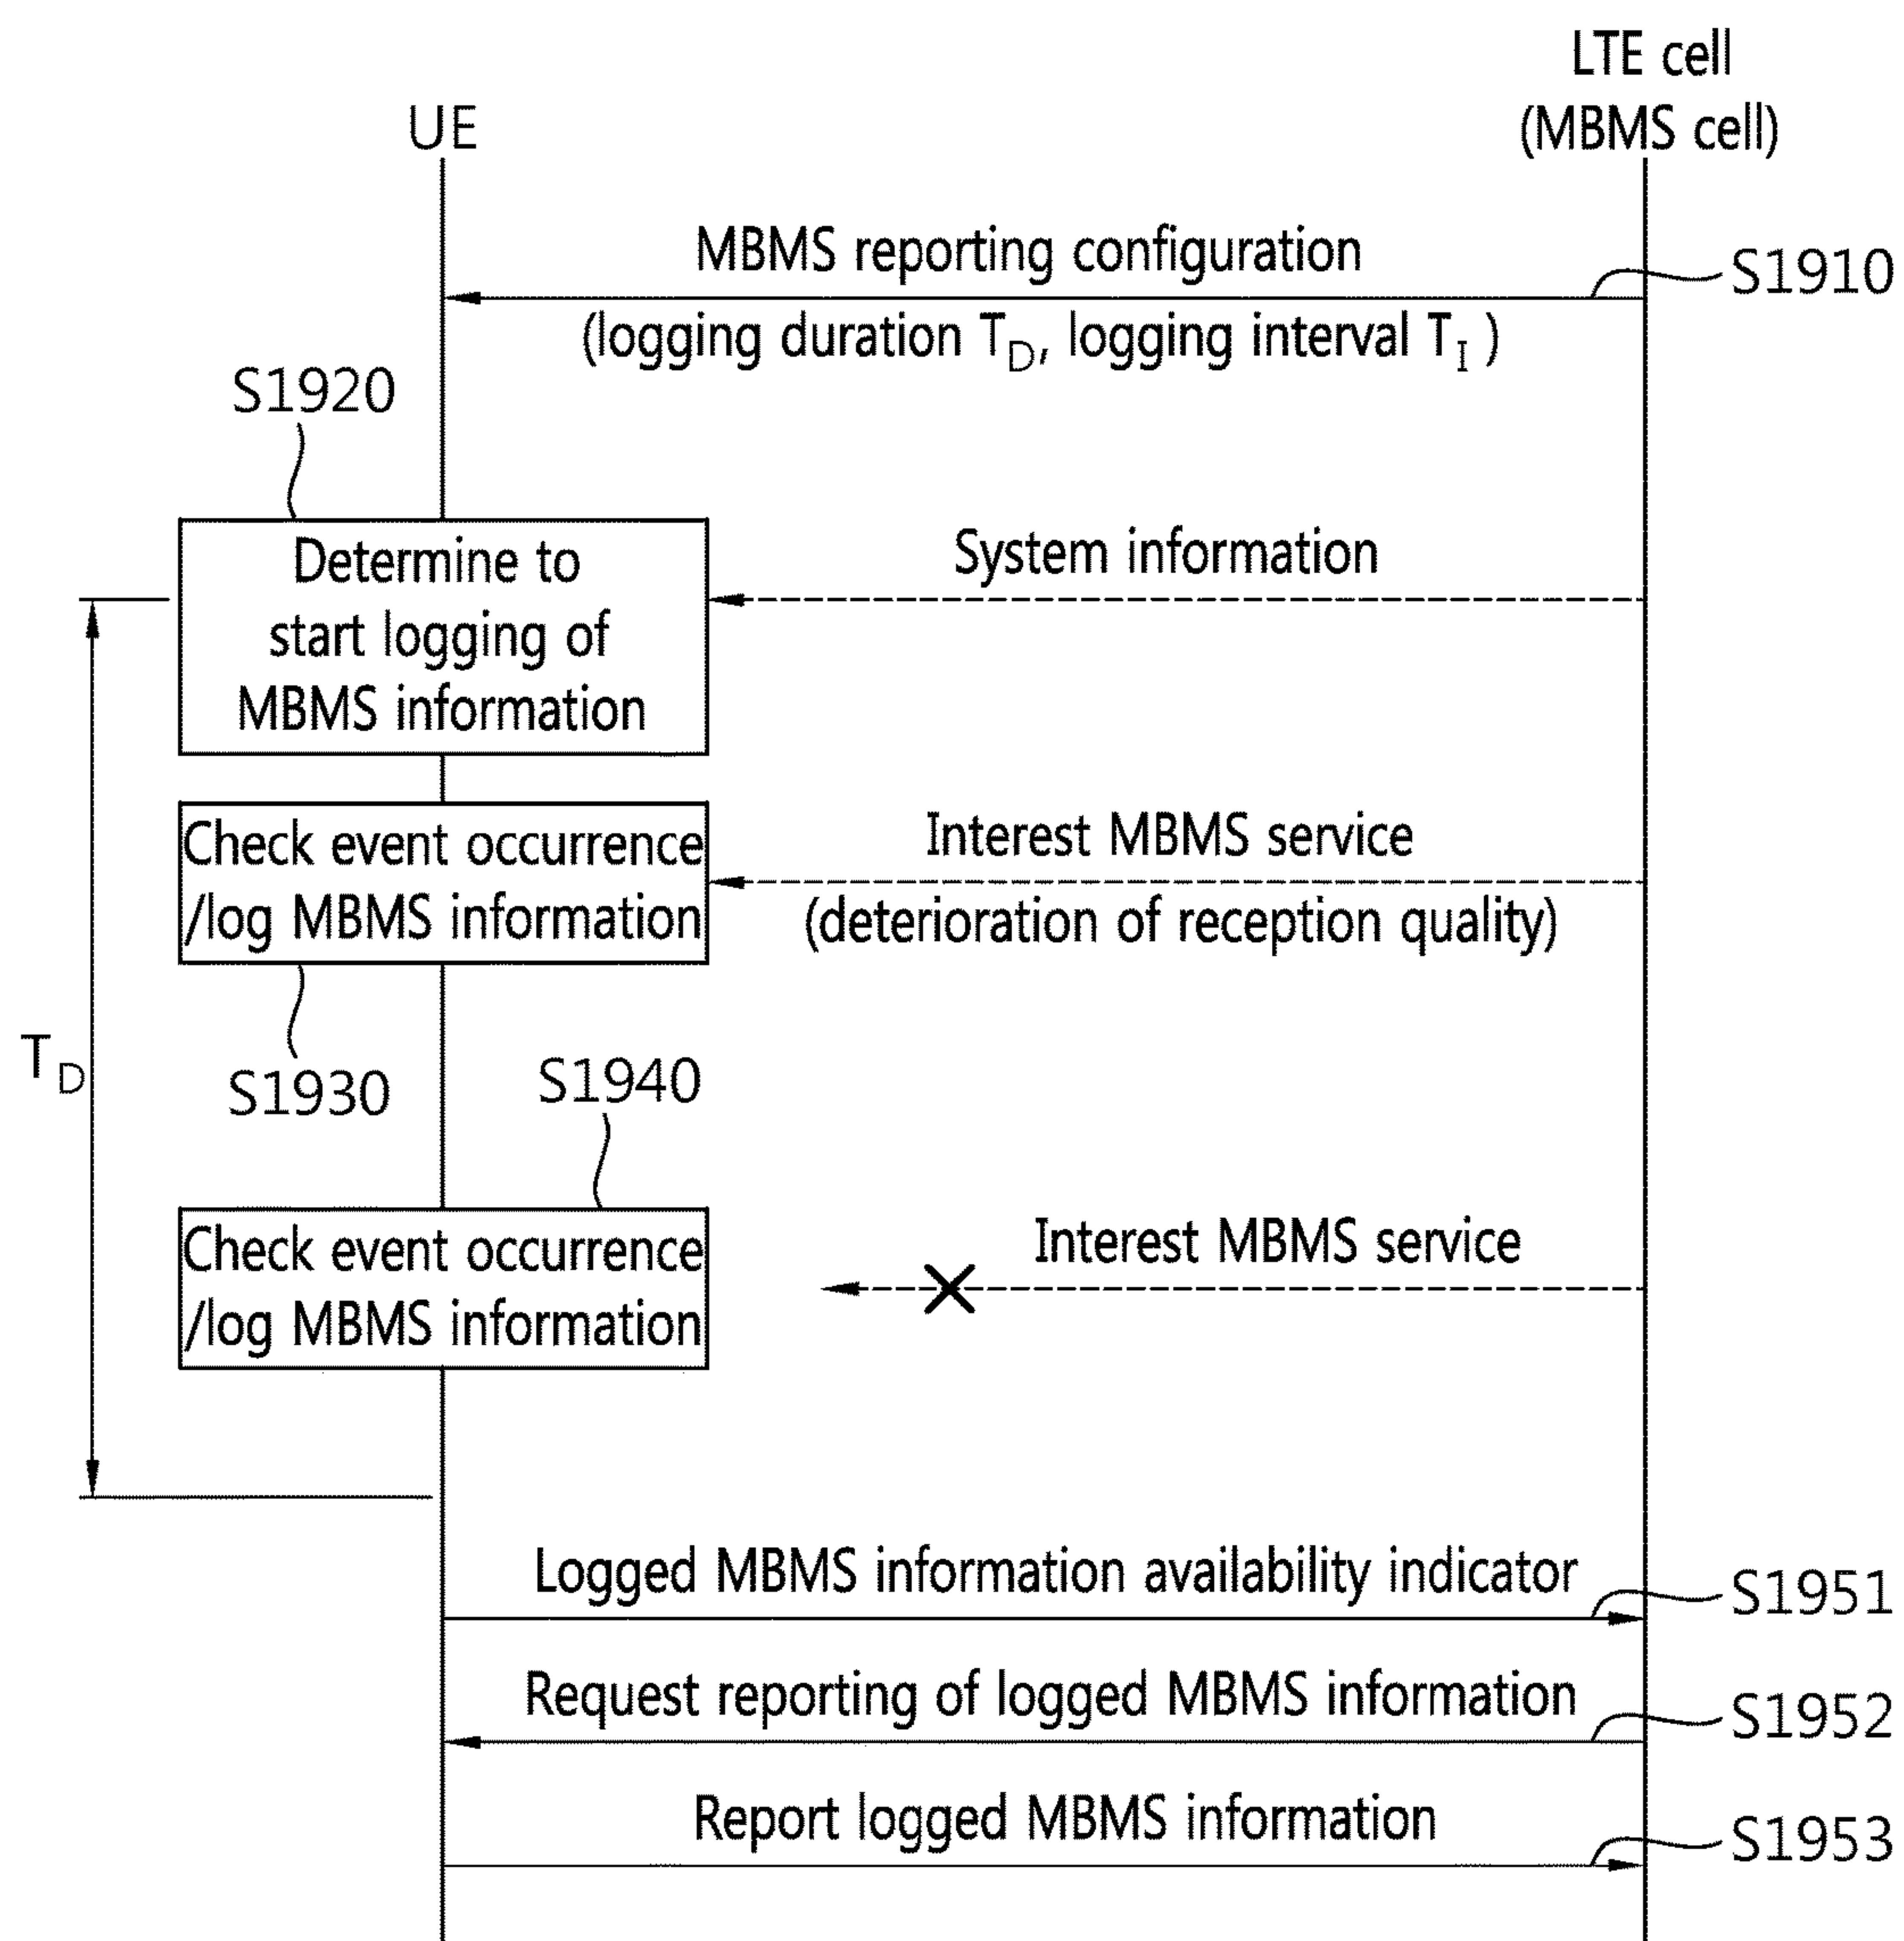 LTE cell
(MBMS cell)
UE
MBMS reporting configuration
S1910
(logging duration T_D, logging interval T_I )
S1920
System information
Determine to
start logging of
MBMS information
Interest MBMS service
Check event occurrence
/log MBMS information
(deterioration of reception quality)
T_D
S1930
S1940
Interest MBMS service
Check event occurrence
/log MBMS information
Logged MBMS information availability indicator
S1951
Request reporting of logged MBMS information
S1952
Report logged MBMS information
S1953